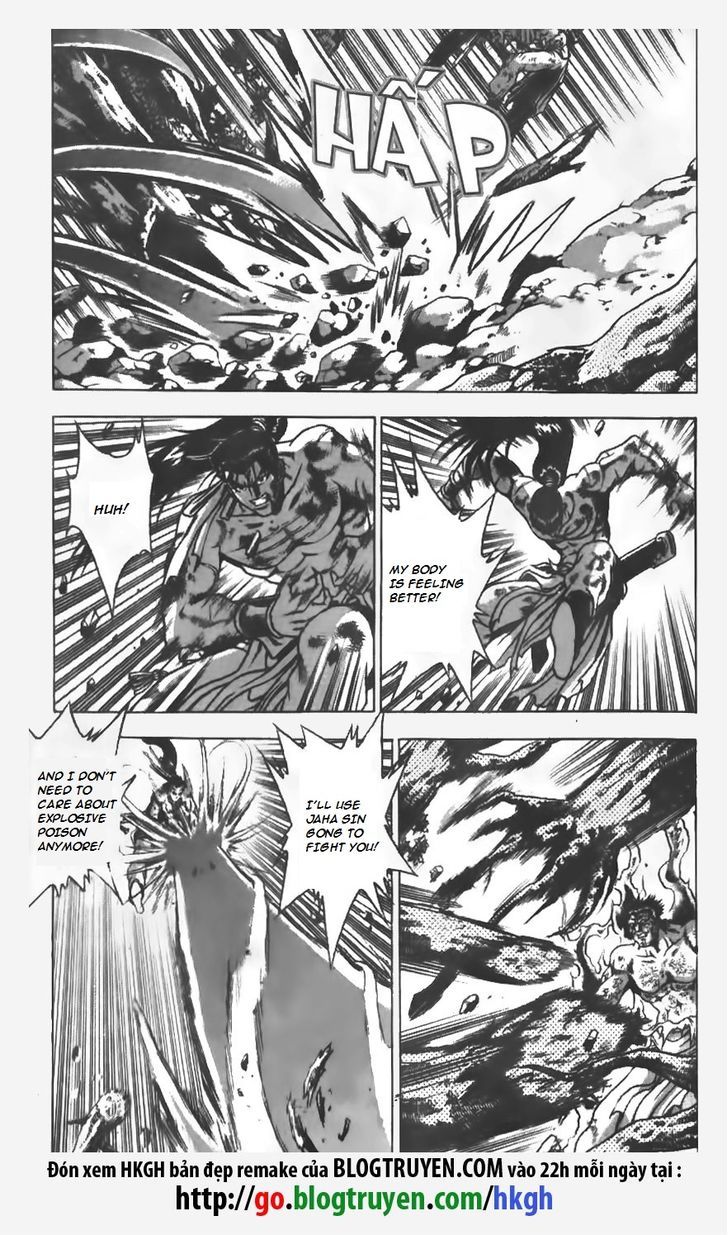 HẤP
HUH!
MY BODY
IS FEELING
BETTER!
AND I DON'T
NEED TO
CARE ABOUT
EXPLOSIVE
POISON
ANYMORE!
I'LL USE
JAHA SIN
GONG TO
FIGHT YOU!
Đón xem HKGH bản đẹp remake của BLOGTRUYEN.COM vào 22h mỗi ngày tại :
http://go.blogtruyen.com/hkgh